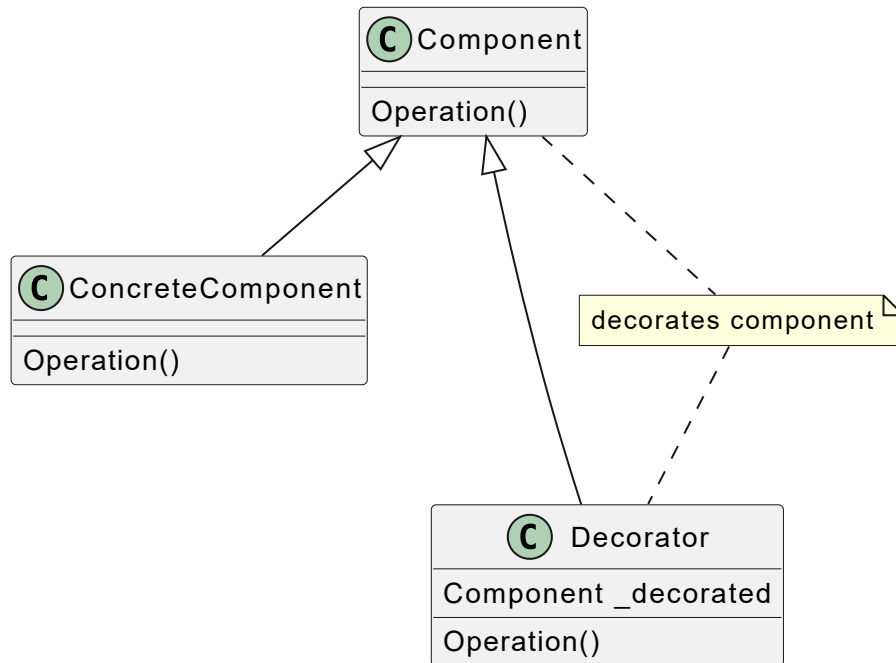 C Component
Operation()
C ConcreteComponent
Operation()
decorates component
C Decorator
Component _decorated
Operation()